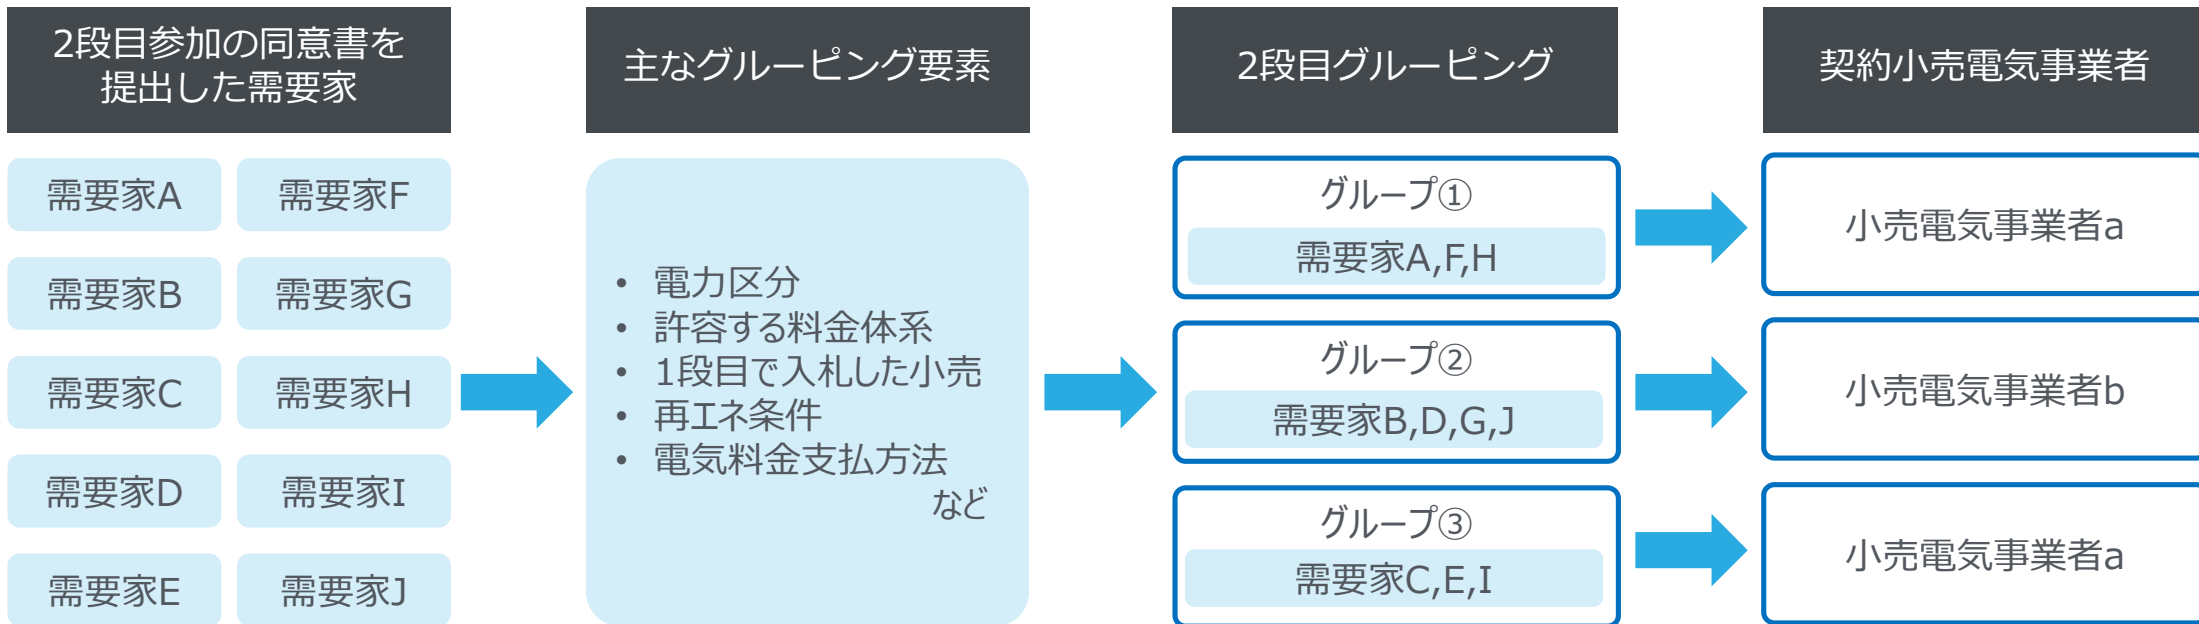 2段目参加の同意書を
提出した需要家
需要家A
需要家F
需要家B
需要家G
需要家C
需要家H
需要家D
需要家I
需要家E
需要家J
主なグルーピング要素
• 電力区分
• 許容する料金体系
• 1段目で入札した小売
• 再エネ条件
• 電気料金支払方法
など
2段目グルーピング
グループ①
需要家A,F,H
グループ②
需要家B,D,G,J
グループ③
需要家C,E,I
契約小売電気事業者
小売電気事業者a
小売電気事業者b
小売電気事業者a